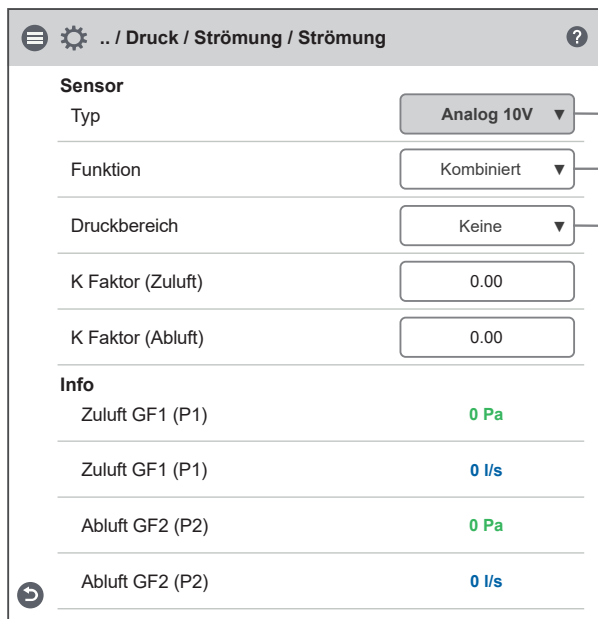 .. / Druck / Strömung / Strömung ?
Sensor
Typ Analog 10V ▼
Funktion Kombiniert ▼
Druckbereich Keine ▼
K Faktor (Zuluft) 0.00
K Faktor (Abluft) 0.00
Info
Zuluft GF1 (P1) 0 Pa
Zuluft GF1 (P1) 0 l/s
Abluft GF2 (P2) 0 Pa
Abluft GF2 (P2) 0 l/s